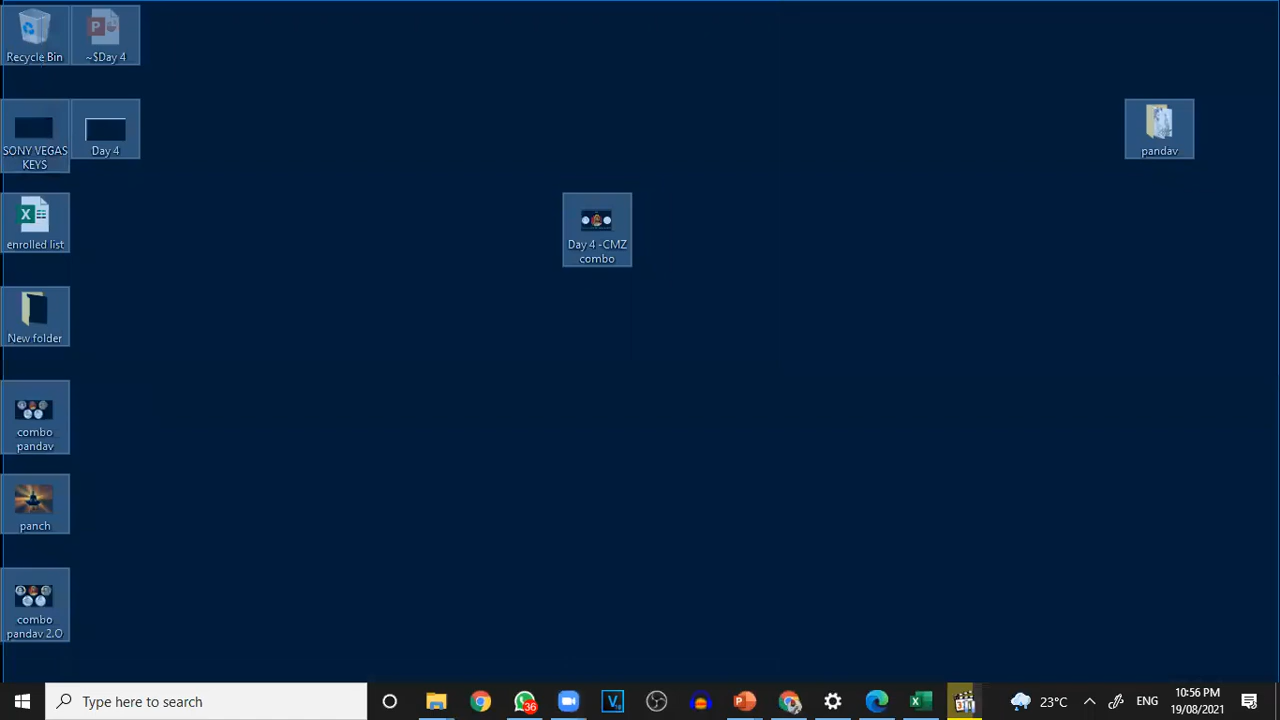 Recycle Bin
~$Day 4
SONY VEGAS
KEYS
Day 4
pandav
enrolled list
Day 4 -CMZ
combo
New folder
combo
pandav
panch
combo
pandav 2.O
Type here to search
36
23°C
ENG
10:56 PM
19/08/2021